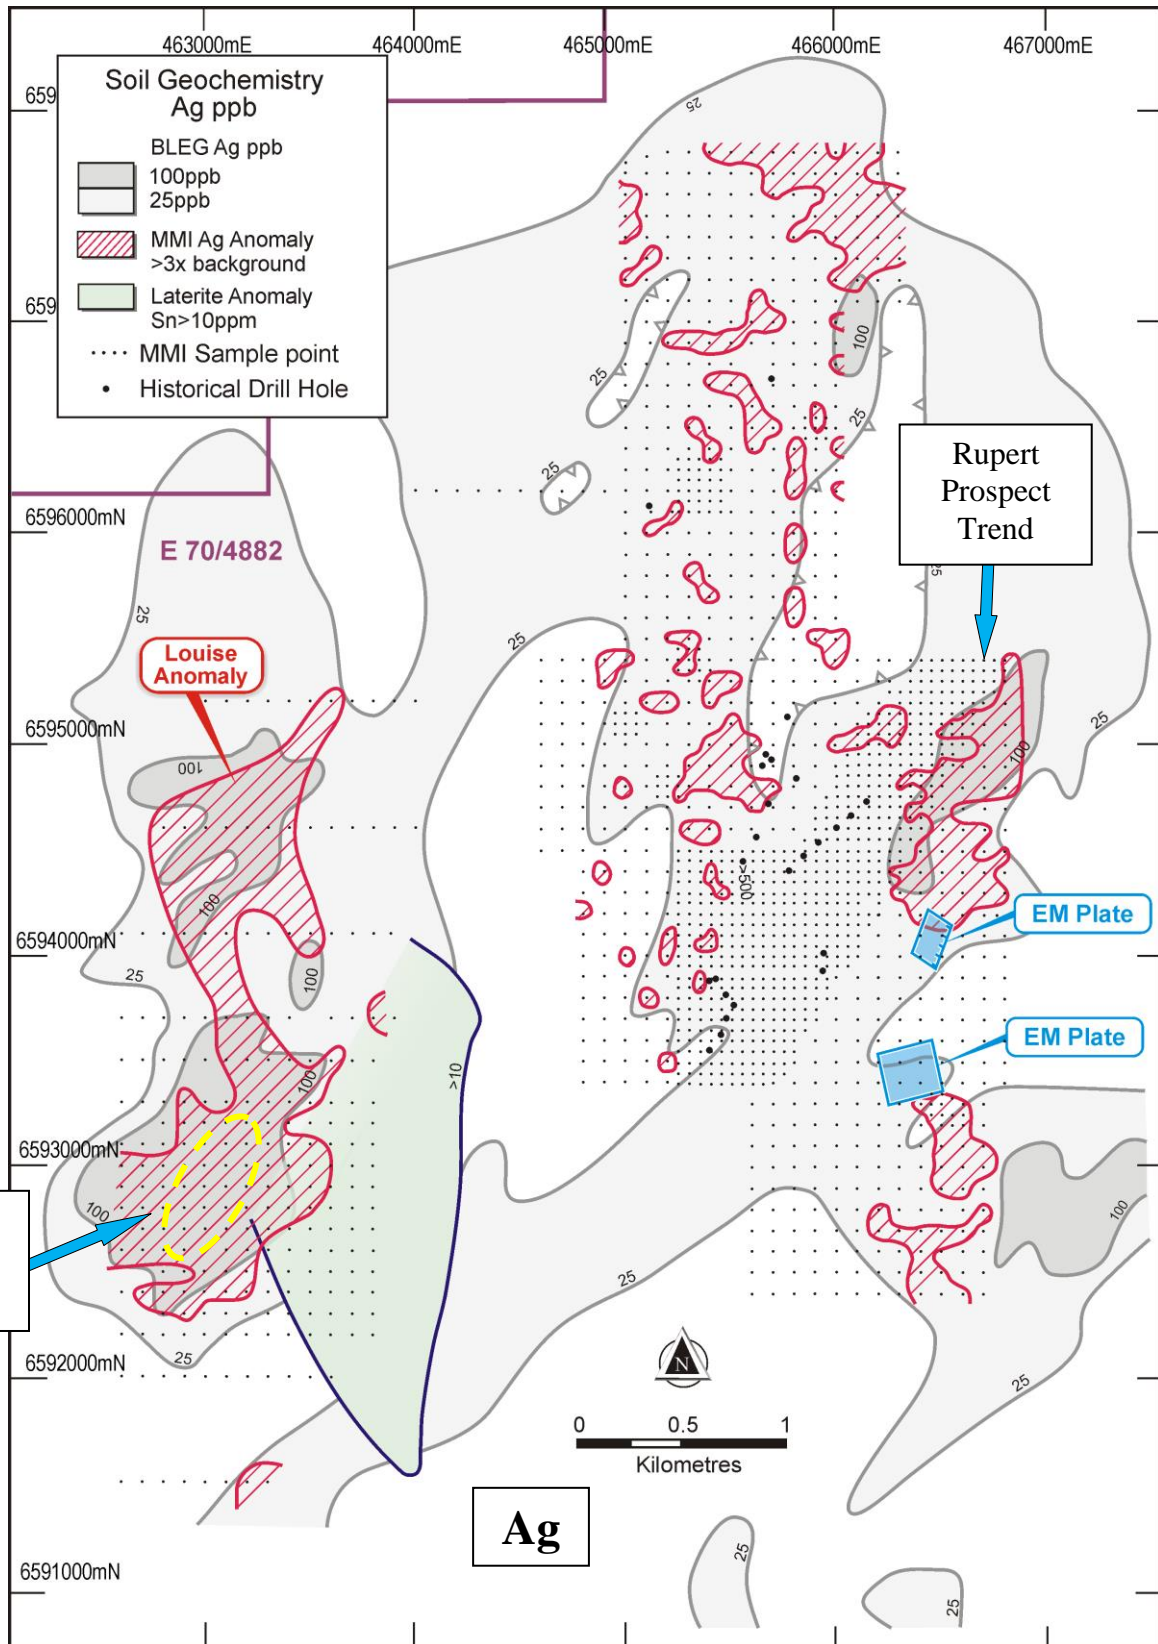 463000mE
464000mE
465000mE
466000mE
467000mE
Soil Geochemistry
Ag ppb
BLEG Ag ppb
100ppb
25ppb
MMI Ag Anomaly
>3x background
Laterite Anomaly
Sn>10ppm
MMI Sample point
Historical Drill Hole
659
25
659
100
25
25
25
Rupert
Prospect
Trend
25
6596000mN
E 70/4882
25
25
Louise
Anomaly
6595000mN
25
100
100
>500
100
EM Plate
6594000mN
25
100
EM Plate
>10
100
6593000mN
100
100
25
25
6592000mN
N
25
0
0.5
1
Kilometres
Ag
25
6591000mN
25